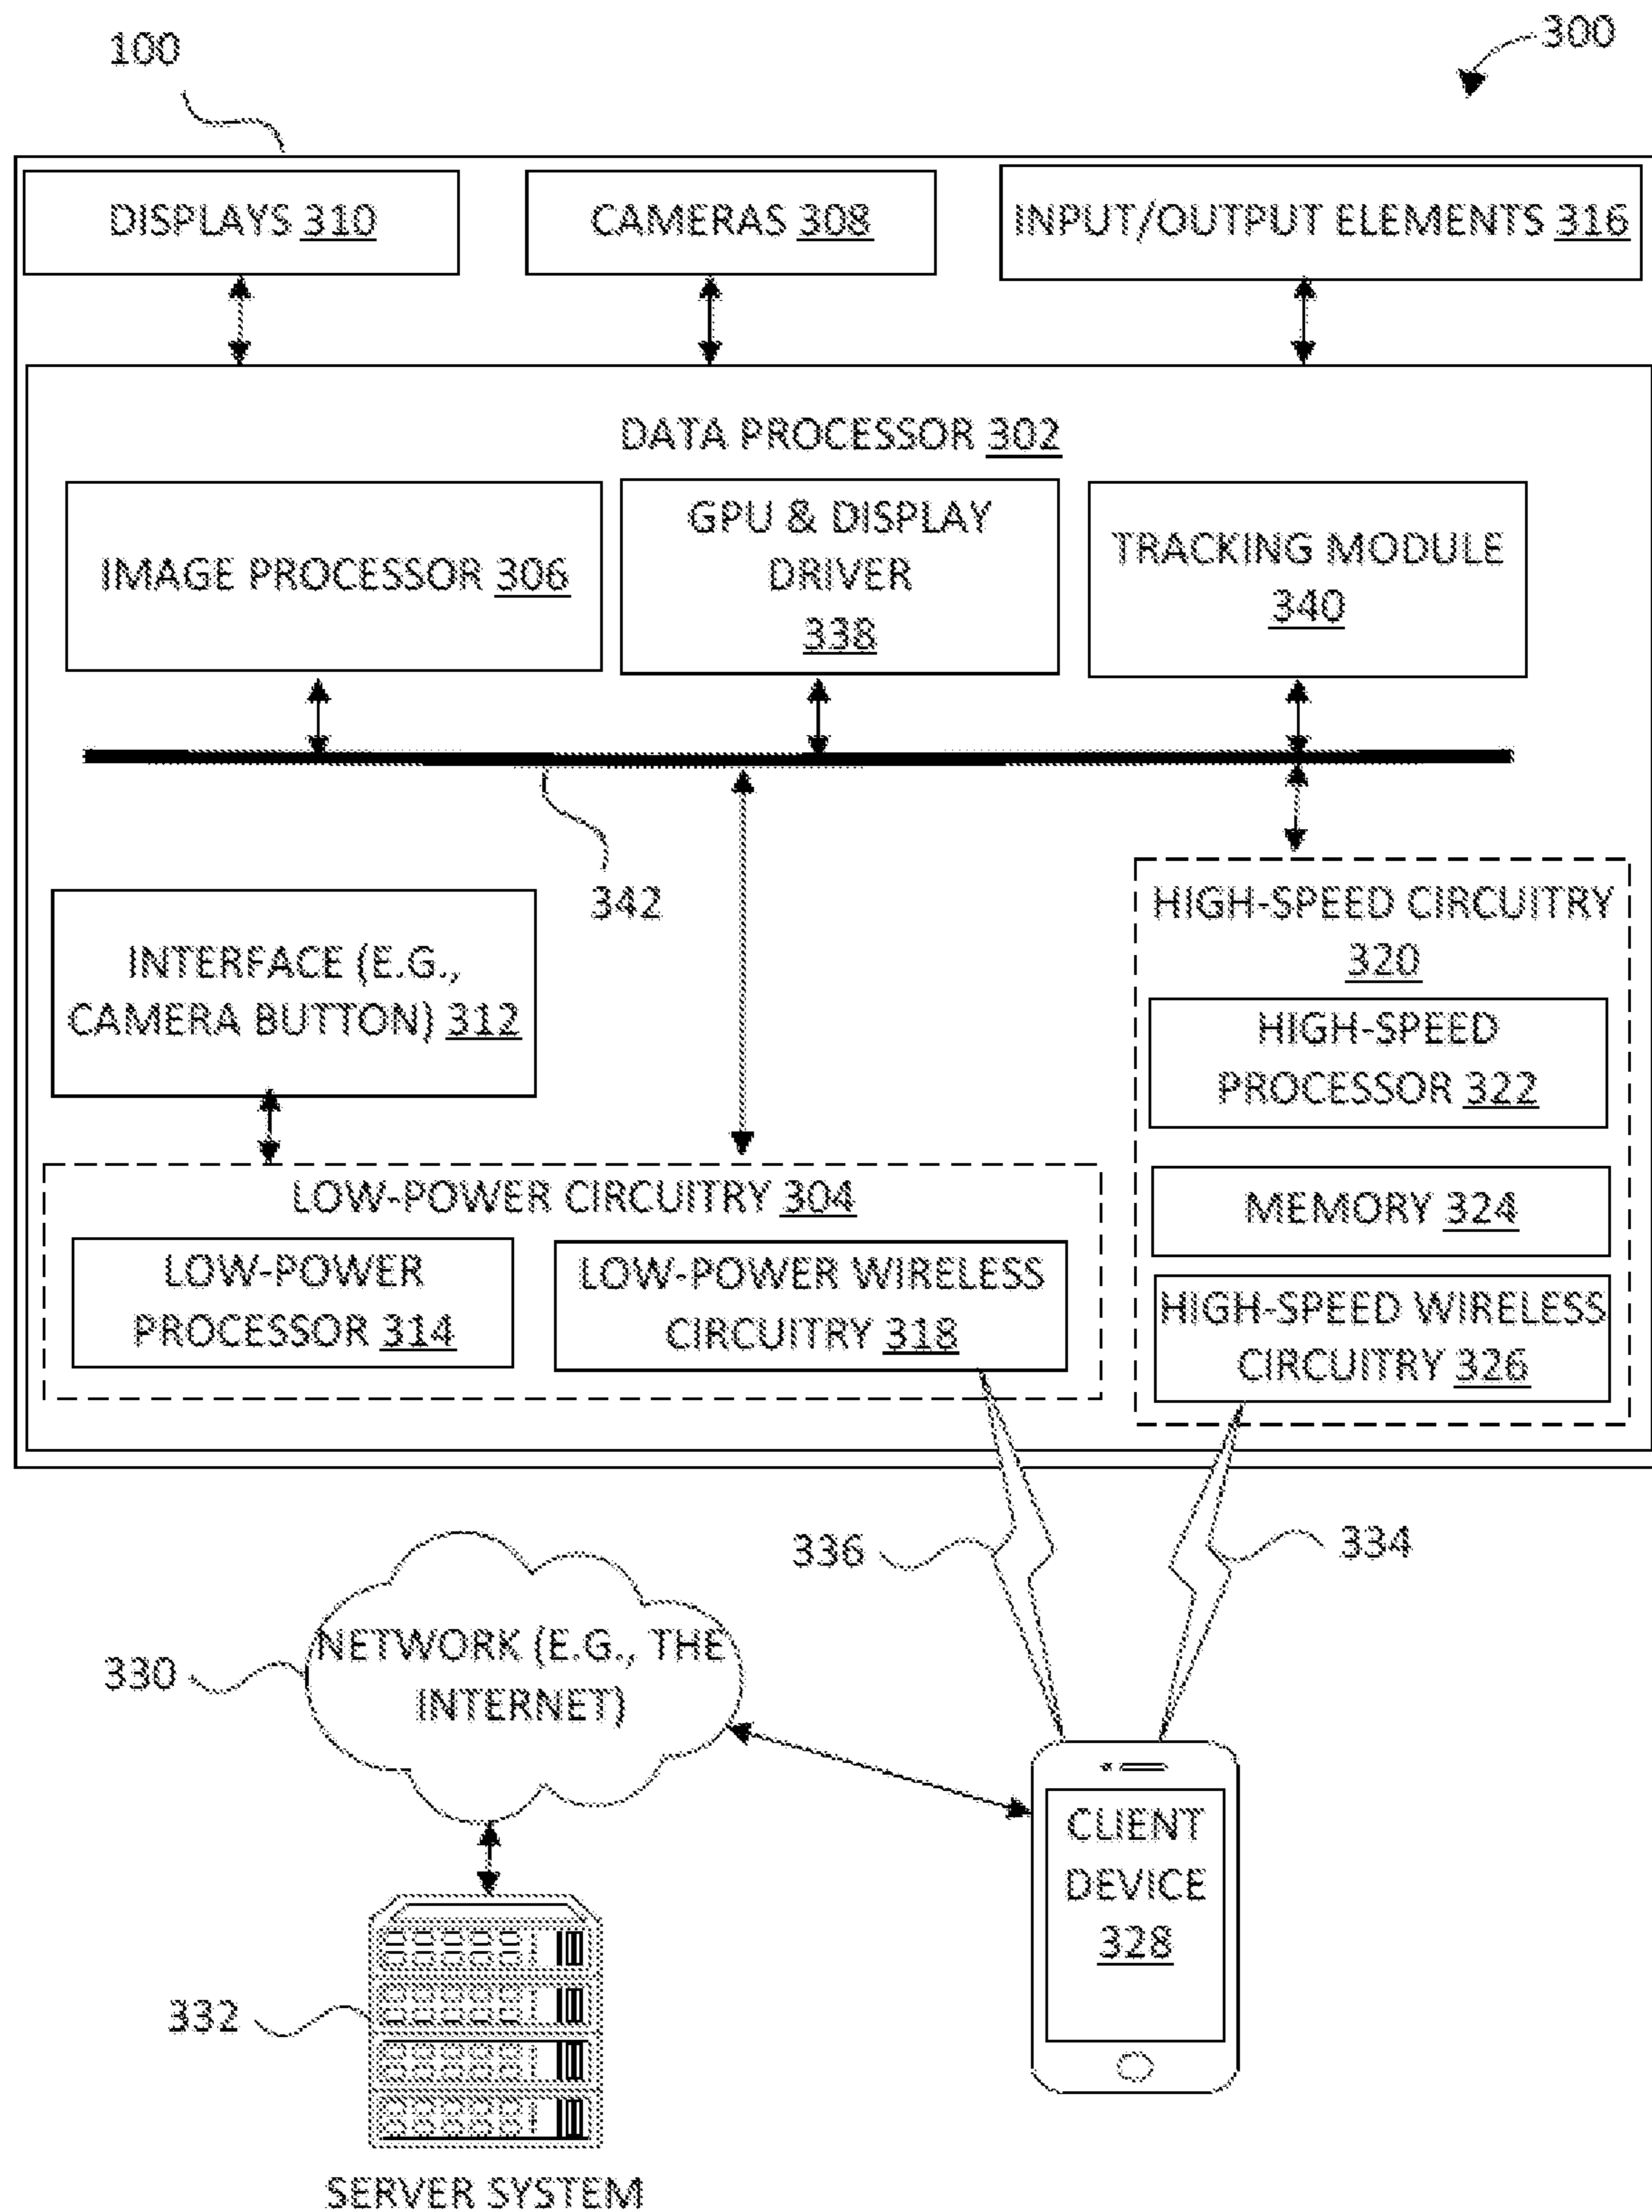 100
300
DISPLAYS 310
CAMERAS 308
INPUT/OUTPUT ELEMENTS 316
DATA PROCESSOR 302
IMAGE PROCESSOR 306
GPU & DISPLAY
DRIVER
338
TRACKING MODULE
340
342
INTERFACE (E.G.,
CAMERA BUTTON) 312
HIGH-SPEED CIRCUITRY
320
HIGH-SPEED
PROCESSOR 322
MEMORY 324
HIGH-SPEED WIRELESS
CIRCUITRY 326
LOW-POWER CIRCUITRY 304
LOW-POWER
PROCESSOR 314
LOW-POWER WIRELESS
CIRCUITRY 318
336
334
330
NETWORK (E.G., THE
INTERNET)
CLIENT
DEVICE
328
332
SERVER SYSTEM